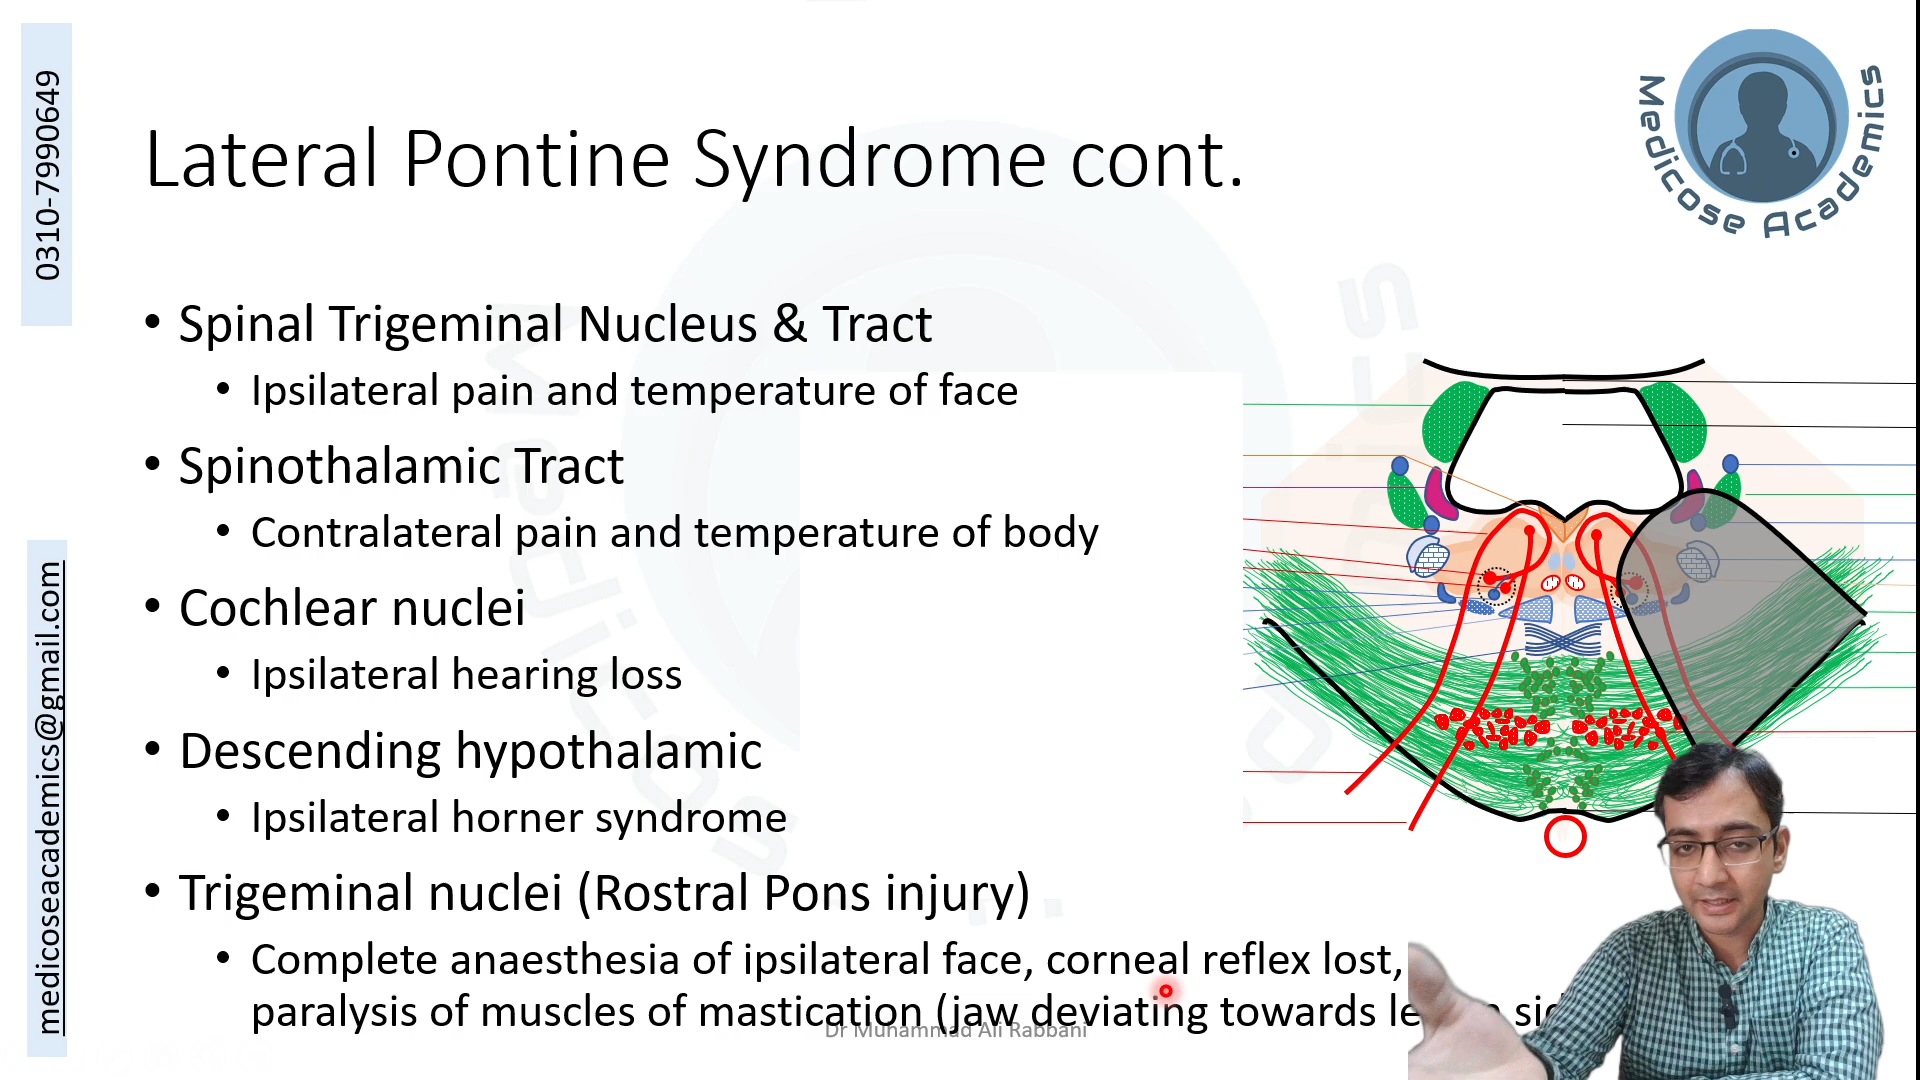 0310-7990649
medicoseacademics@gmail.com
Medicose Academics
Lateral Pontine Syndrome cont.
• Spinal Trigeminal Nucleus & Tract
• Ipsilateral pain and temperature of face
• Spinothalamic Tract
• Contralateral pain and temperature of body
• Cochlear nuclei
• Ipsilateral hearing loss
• Descending hypothalamic
• Ipsilateral horner syndrome
• Trigeminal nuclei (Rostral Pons injury)
• Complete anaesthesia of ipsilateral face, corneal reflex lost,
paralysis of muscles of mastication (jaw deviating towards
Dr Muhammad Ali Rabbani